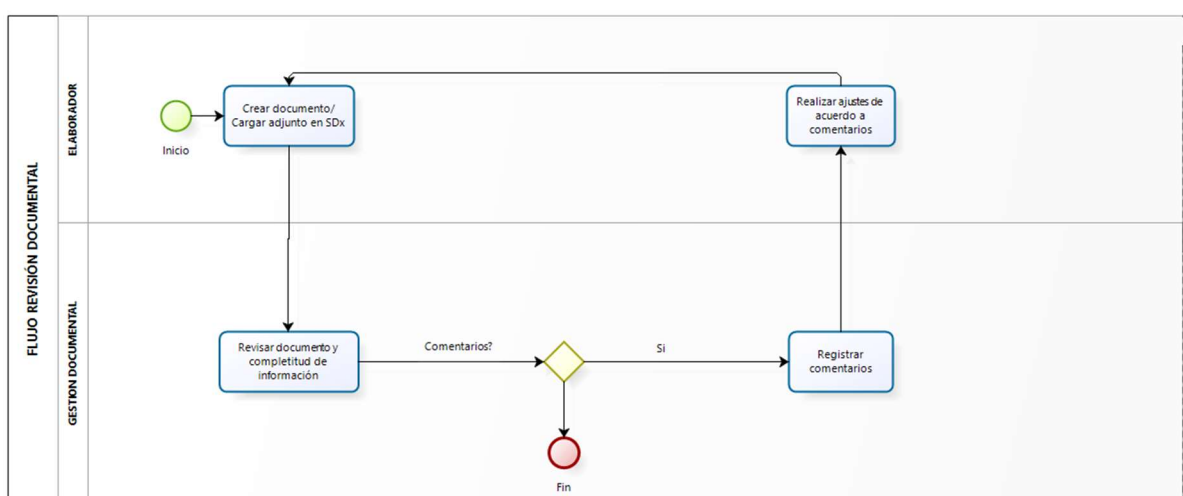 FLUJO REVISIÓN DOCUMENTAL
ELABORADOR
Inicio
Crear documento/
Cargar adjunto en SDx
Realizar ajustes de
acuerdo a
comentarios
GESTION DOCUMENTAL
Revisar documento y
completitud de
información
Comentarios?
Si
Registrar
comentarios
Fin